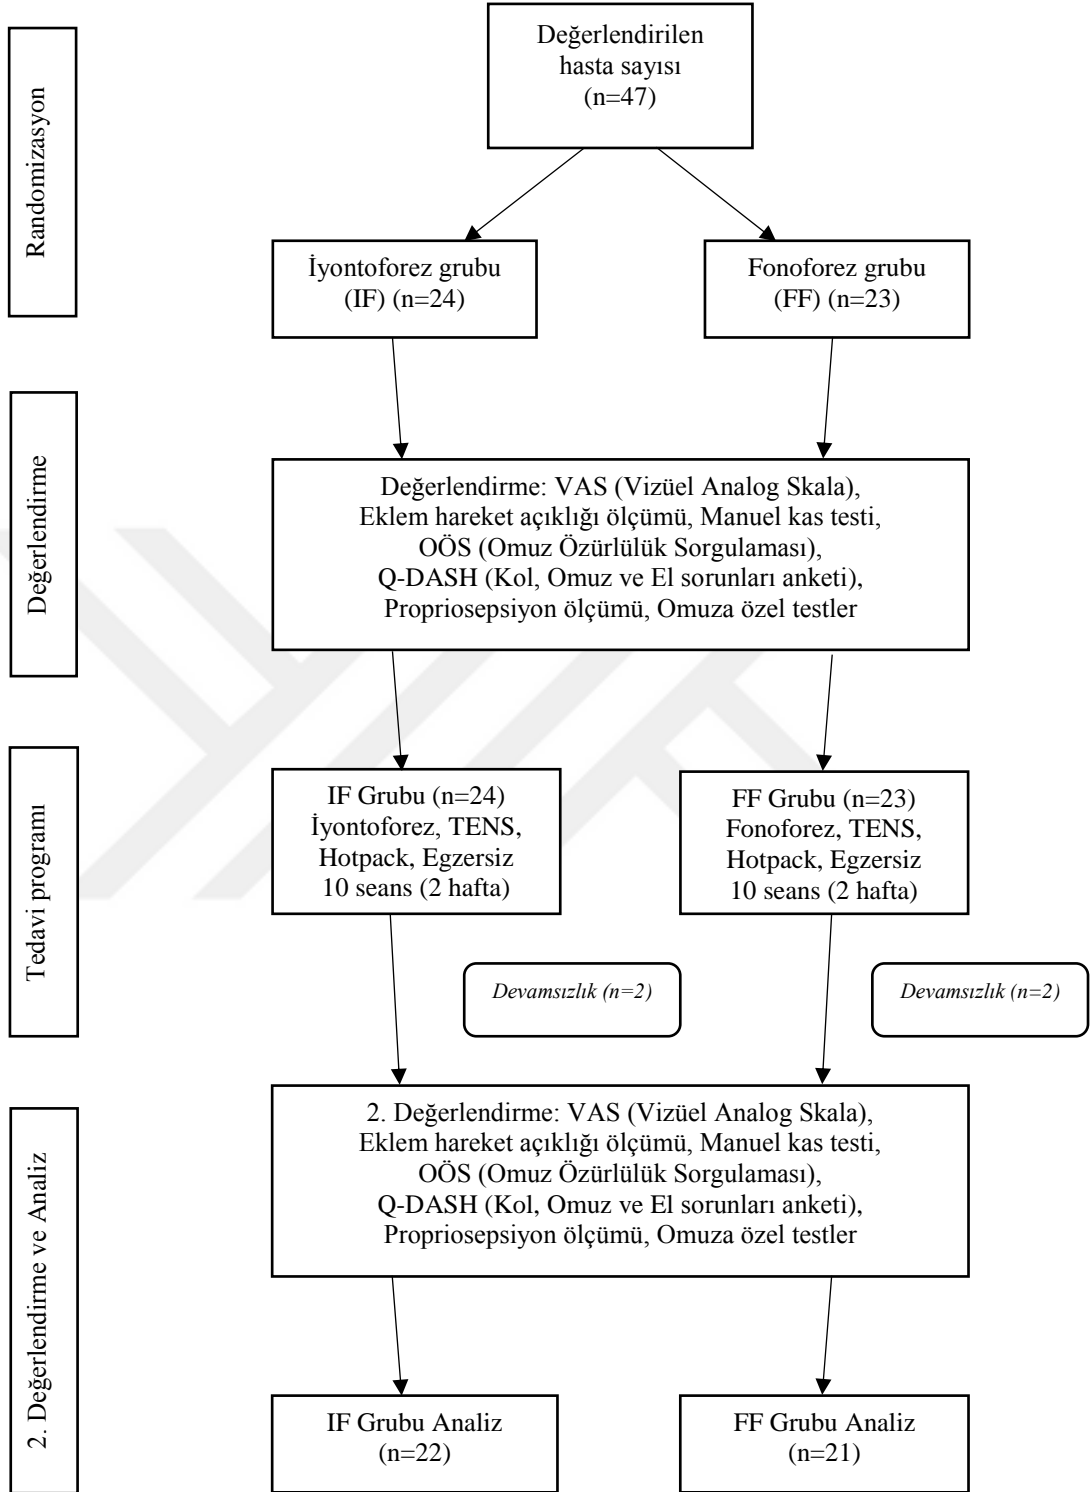 Randomizasyon
Değerlendirilen
hasta sayısı
(n=47)
İyontoforez grubu
(IF) (n=24)
Fonoforez grubu
(FF) (n=23)
Değerlendirme
Değerlendirme: VAS (Vizüel Analog Skala),
Eklem hareket açıklığı ölçümü, Manuel kas testi,
OÖS (Omuz Özürlülük Sorgulaması),
Q-DASH (Kol, Omuz ve El sorunları anketi),
Propriosepsiyon ölçümü, Omuza özel testler
Tedavi programı
IF Grubu (n=24)
İyontoforez, TENS,
Hotpack, Egzersiz
10 seans (2 hafta)
FF Grubu (n=23)
Fonoforez, TENS,
Hotpack, Egzersiz
10 seans (2 hafta)
Devamsızlık (n=2)
Devamsızlık (n=2)
2. Değerlendirme ve Analiz
2. Değerlendirme: VAS (Vizüel Analog Skala),
Eklem hareket açıklığı ölçümü, Manuel kas testi,
OÖS (Omuz Özürlülük Sorgulaması),
Q-DASH (Kol, Omuz ve El sorunları anketi),
Propriosepsiyon ölçümü, Omuza özel testler
IF Grubu Analiz
(n=22)
FF Grubu Analiz
(n=21)